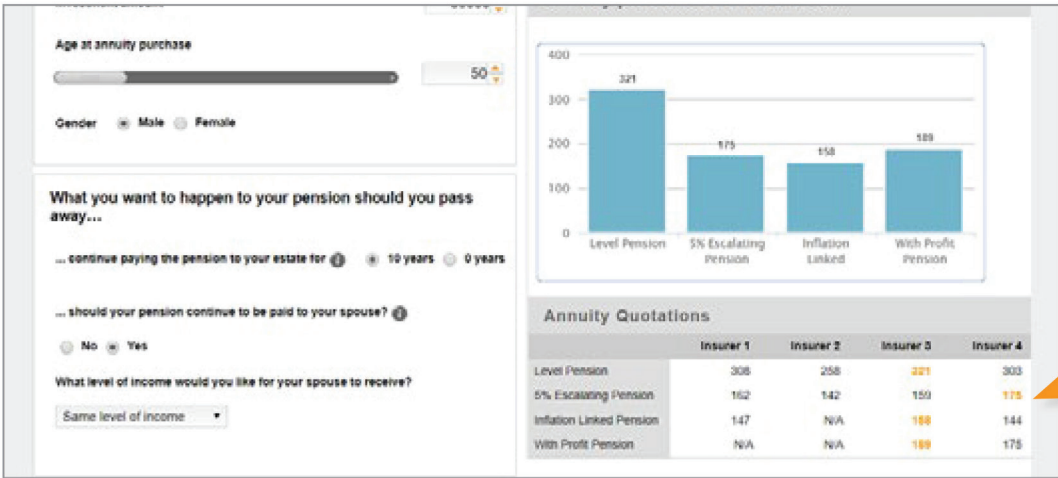 Age at annuity purchase
50
Gender Male Female
What you want to happen to your pension should you pass
away...
... continue paying the pension to your estate for i 10 years 0 years
... should your pension continue to be paid to your spouse? i
No Yes
What level of income would you like for your spouse to receive?
Same level of income
400
300
200
100
0
321
175
158
189
Level Pension
5% Escalating
Pension
Inflation
Linked
With Profit
Pension
Annuity Quotations
Insurer 1 Insurer 2 Insurer 3 Insurer 4
Level Pension 308 258 321 303
5% Escalating Pension 162 142 159 175
Inflation Linked Pension 147 N/A 158 144
With Profit Pension N/A N/A 189 175